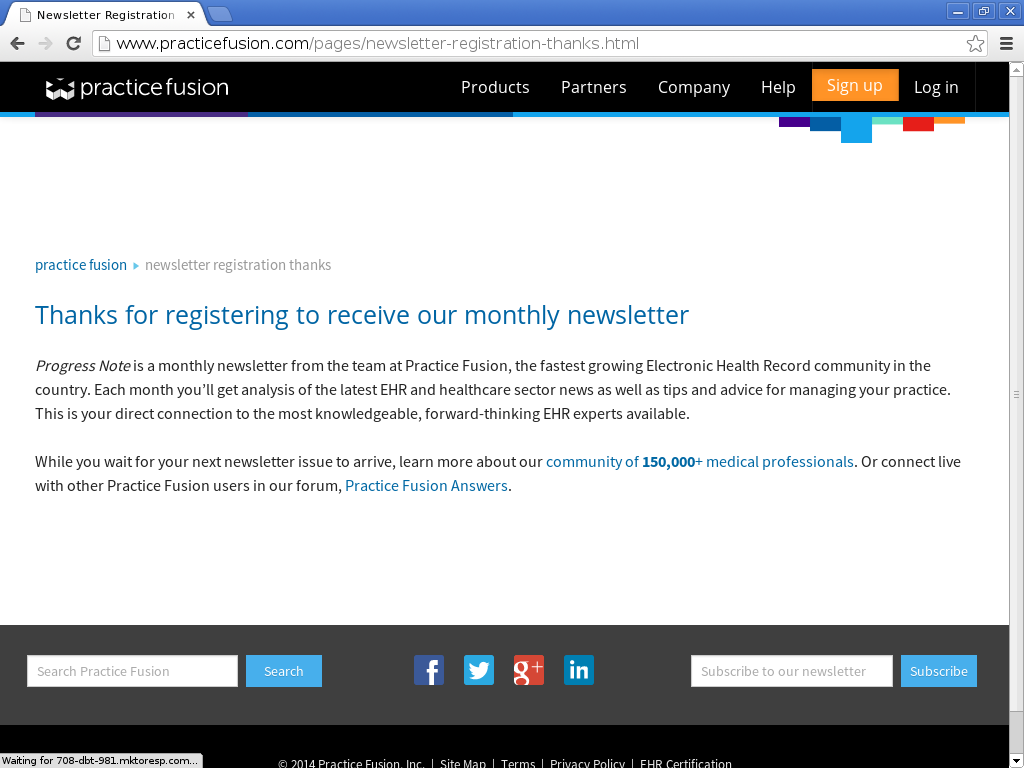 Newsletter Registration
www.practicefusion.com/pages/newsletter-registration-thanks.html
practice fusion
Products Partners Company Help Sign up Log in
practice fusion newsletter registration thanks
Thanks for registering to receive our monthly newsletter
Progress Note is a monthly newsletter from the team at Practice Fusion, the fastest growing Electronic Health Record community in the
country. Each month you’ll get analysis of the latest EHR and healthcare sector news as well as tips and advice for managing your practice.
This is your direct connection to the most knowledgeable, forward-thinking EHR experts available.
While you wait for your next newsletter issue to arrive, learn more about our community of 150,000+ medical professionals. Or connect live
with other Practice Fusion users in our forum, Practice Fusion Answers.
Search Practice Fusion Search f g+ in Subscribe to our newsletter Subscribe
Waiting for 708-dbt-981.mktoresp.com...
© 2014 Practice Fusion, Inc. | Site Map | Terms | Privacy Policy | EHR Certification